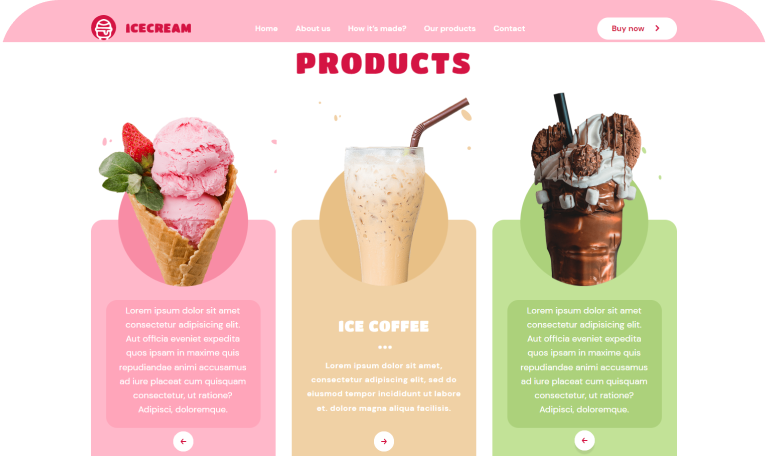 ICECREAM
Home About us How it's made? Our products Contact
Buy now
PRODUCTS
Lorem ipsum dolor sit amet
consectetur adipisicing elit.
Aut officia eveniet expedita
quos ipsam in maxime quis
repudiandae animi accusamus
ad iure placeat cum quisquam
consectetur, ut ratione?
Adipisci, doloremque.
ICE COFFEE
Lorem ipsum dolor sit amet,
consectetur adipiscing elit, sed do
eiusmod tempor incididunt ut labore
et. dolore magna aliqua facilisis.
Lorem ipsum dolor sit amet
consectetur adipisicing elit.
Aut officia eveniet expedita
quos ipsam in maxime quis
repudiandae animi accusamus
ad iure placeat cum quisquam
consectetur, ut ratione?
Adipisci, doloremque.